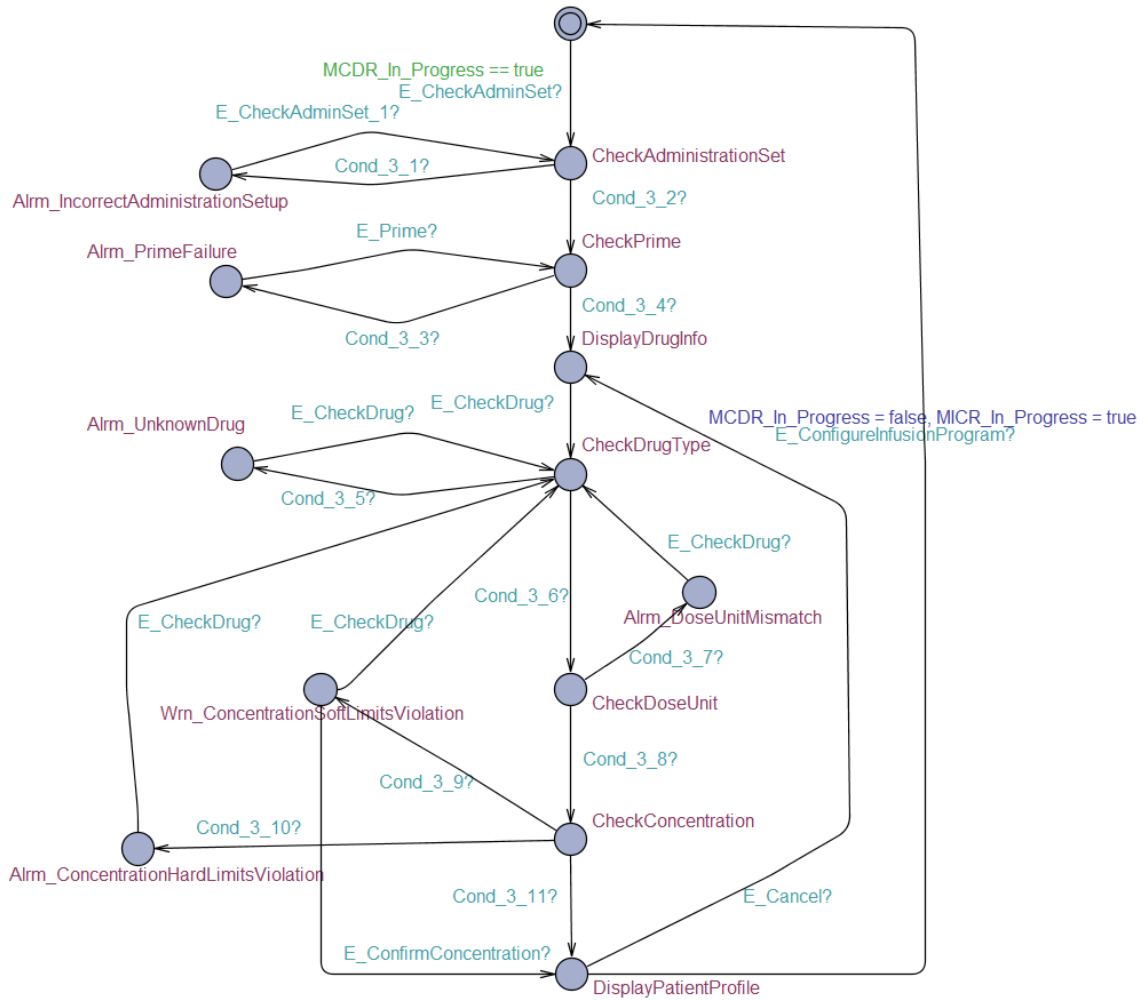 MCDR_In_Progress == true
E_CheckAdminSet?
E_CheckAdminSet_1?
CheckAdministrationSet
Cond_3_1?
Alrm_IncorrectAdministrationSetup
Cond_3_2?
E_Prime?
CheckPrime
Alrm_PrimeFailure
Cond_3_3?
Cond_3_4?
DisplayDrugInfo
E_CheckDrug?
E_CheckDrug?
Alrm_UnknownDrug
MCDR_In_Progress = false, MICR_In_Progress = true
E_ConfigureInfusionProgram?
CheckDrugType
Cond_3_5?
E_CheckDrug?
Cond_3_6?
E_CheckDrug?
E_CheckDrug?
Alrm_DoseUnitMismatch
Cond_3_7?
Wrn_ConcentrationSoftLimitsViolation
CheckDoseUnit
Cond_3_8?
Cond_3_9?
Cond_3_10?
CheckConcentration
Alrm_ConcentrationHardLimitsViolation
Cond_3_11?
E_Cancel?
E_ConfirmConcentration?
DisplayPatientProfile